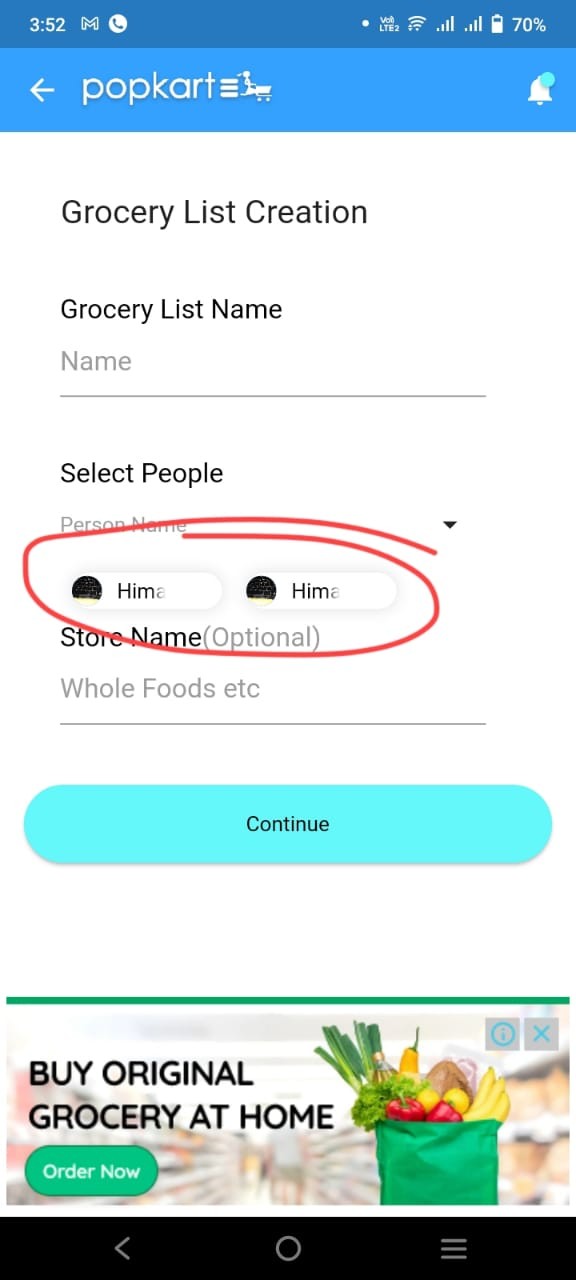 3:52 Vo) LTE2 70%
popkart
Grocery List Creation
Grocery List Name
Name
Select People
Person Name
Hima Hima
Store Name(Optional)
Whole Foods etc
Continue
BUY ORIGINAL
GROCERY AT HOME
Order Now